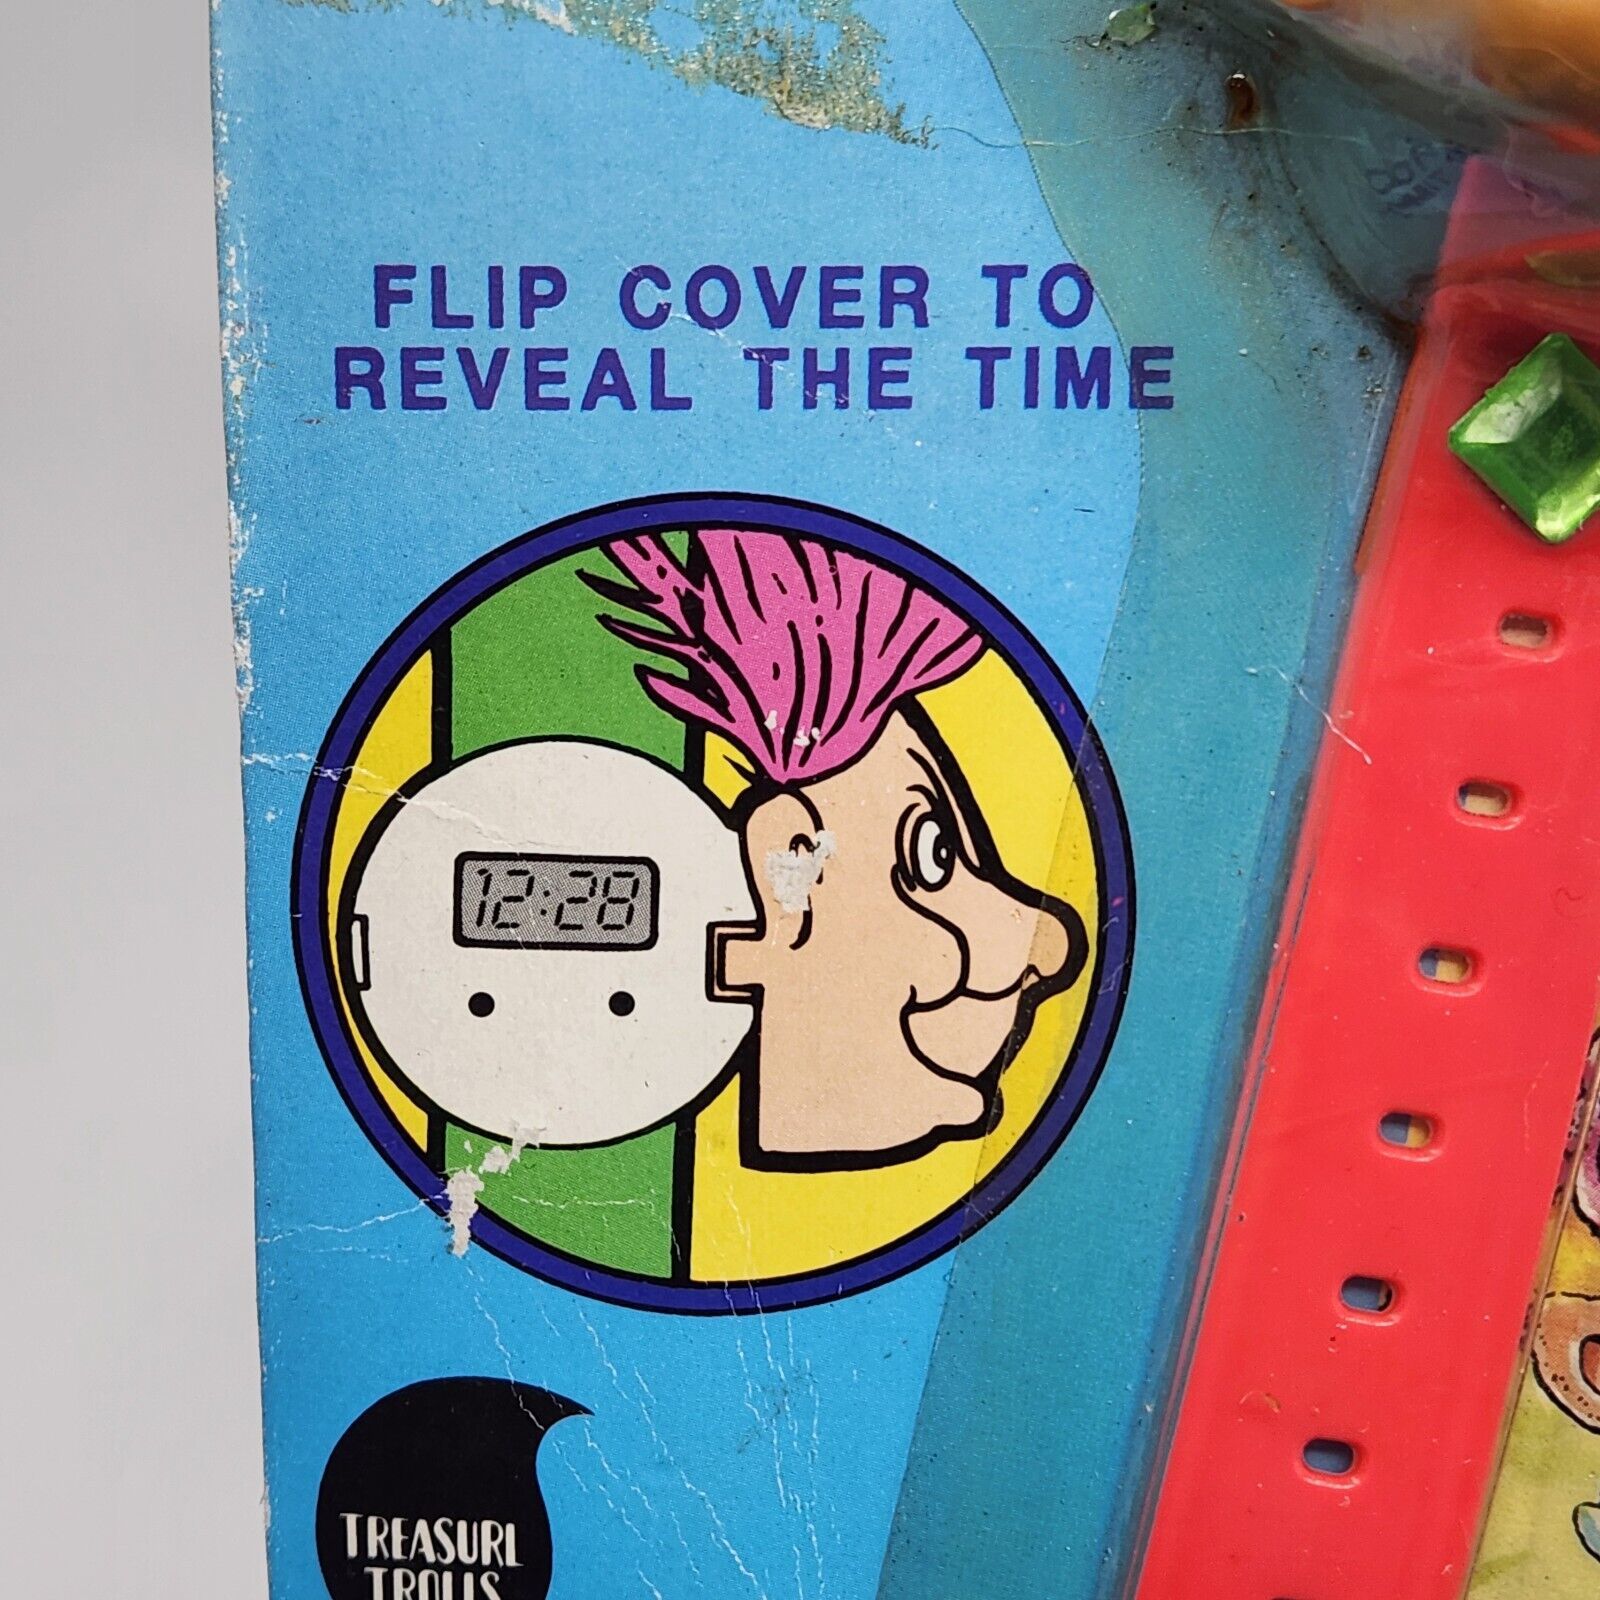 FLIP COVER TO
REVEAL THE TIME
12:28
TREASURE
TROLLS